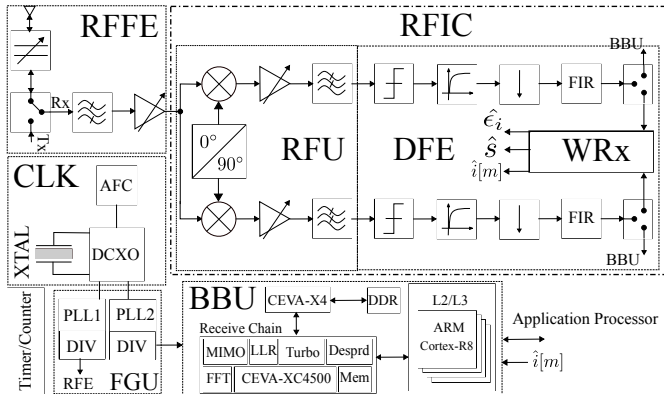 RFFE
RFIC
Rx
Tx
BBU
FIR
0°
90°
RFU
DFE
ϵ̂ᵢ
ŝ
î[m]
WRx
FIR
BBU
CLK
AFC
XTAL
DCXO
Timer/Counter
PLL1
PLL2
DIV
DIV
RFE
FGU
BBU
CEVA-X4
DDR
Receive Chain
MIMO
LLR
Turbo
Desprd
FFT
CEVA-XC4500
Mem
L2/L3
ARM
Cortex-R8
Application Processor
î[m]